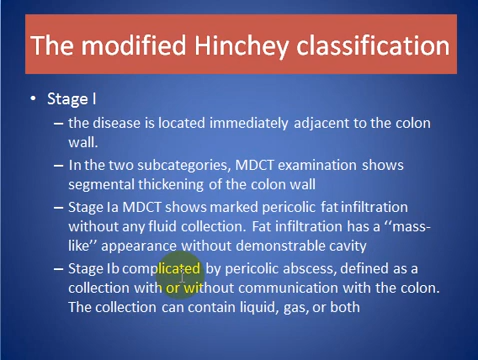 The modified Hinchey classification
• Stage I
– the disease is located immediately adjacent to the colon
wall.
– In the two subcategories, MDCT examination shows
segmental thickening of the colon wall
– Stage Ia MDCT shows marked pericolic fat infiltration
without any fluid collection. Fat infiltration has a ‘‘mass-
like’’ appearance without demonstrable cavity
– Stage Ib complicated by pericolic abscess, defined as a
collection with or without communication with the colon.
The collection can contain liquid, gas, or both